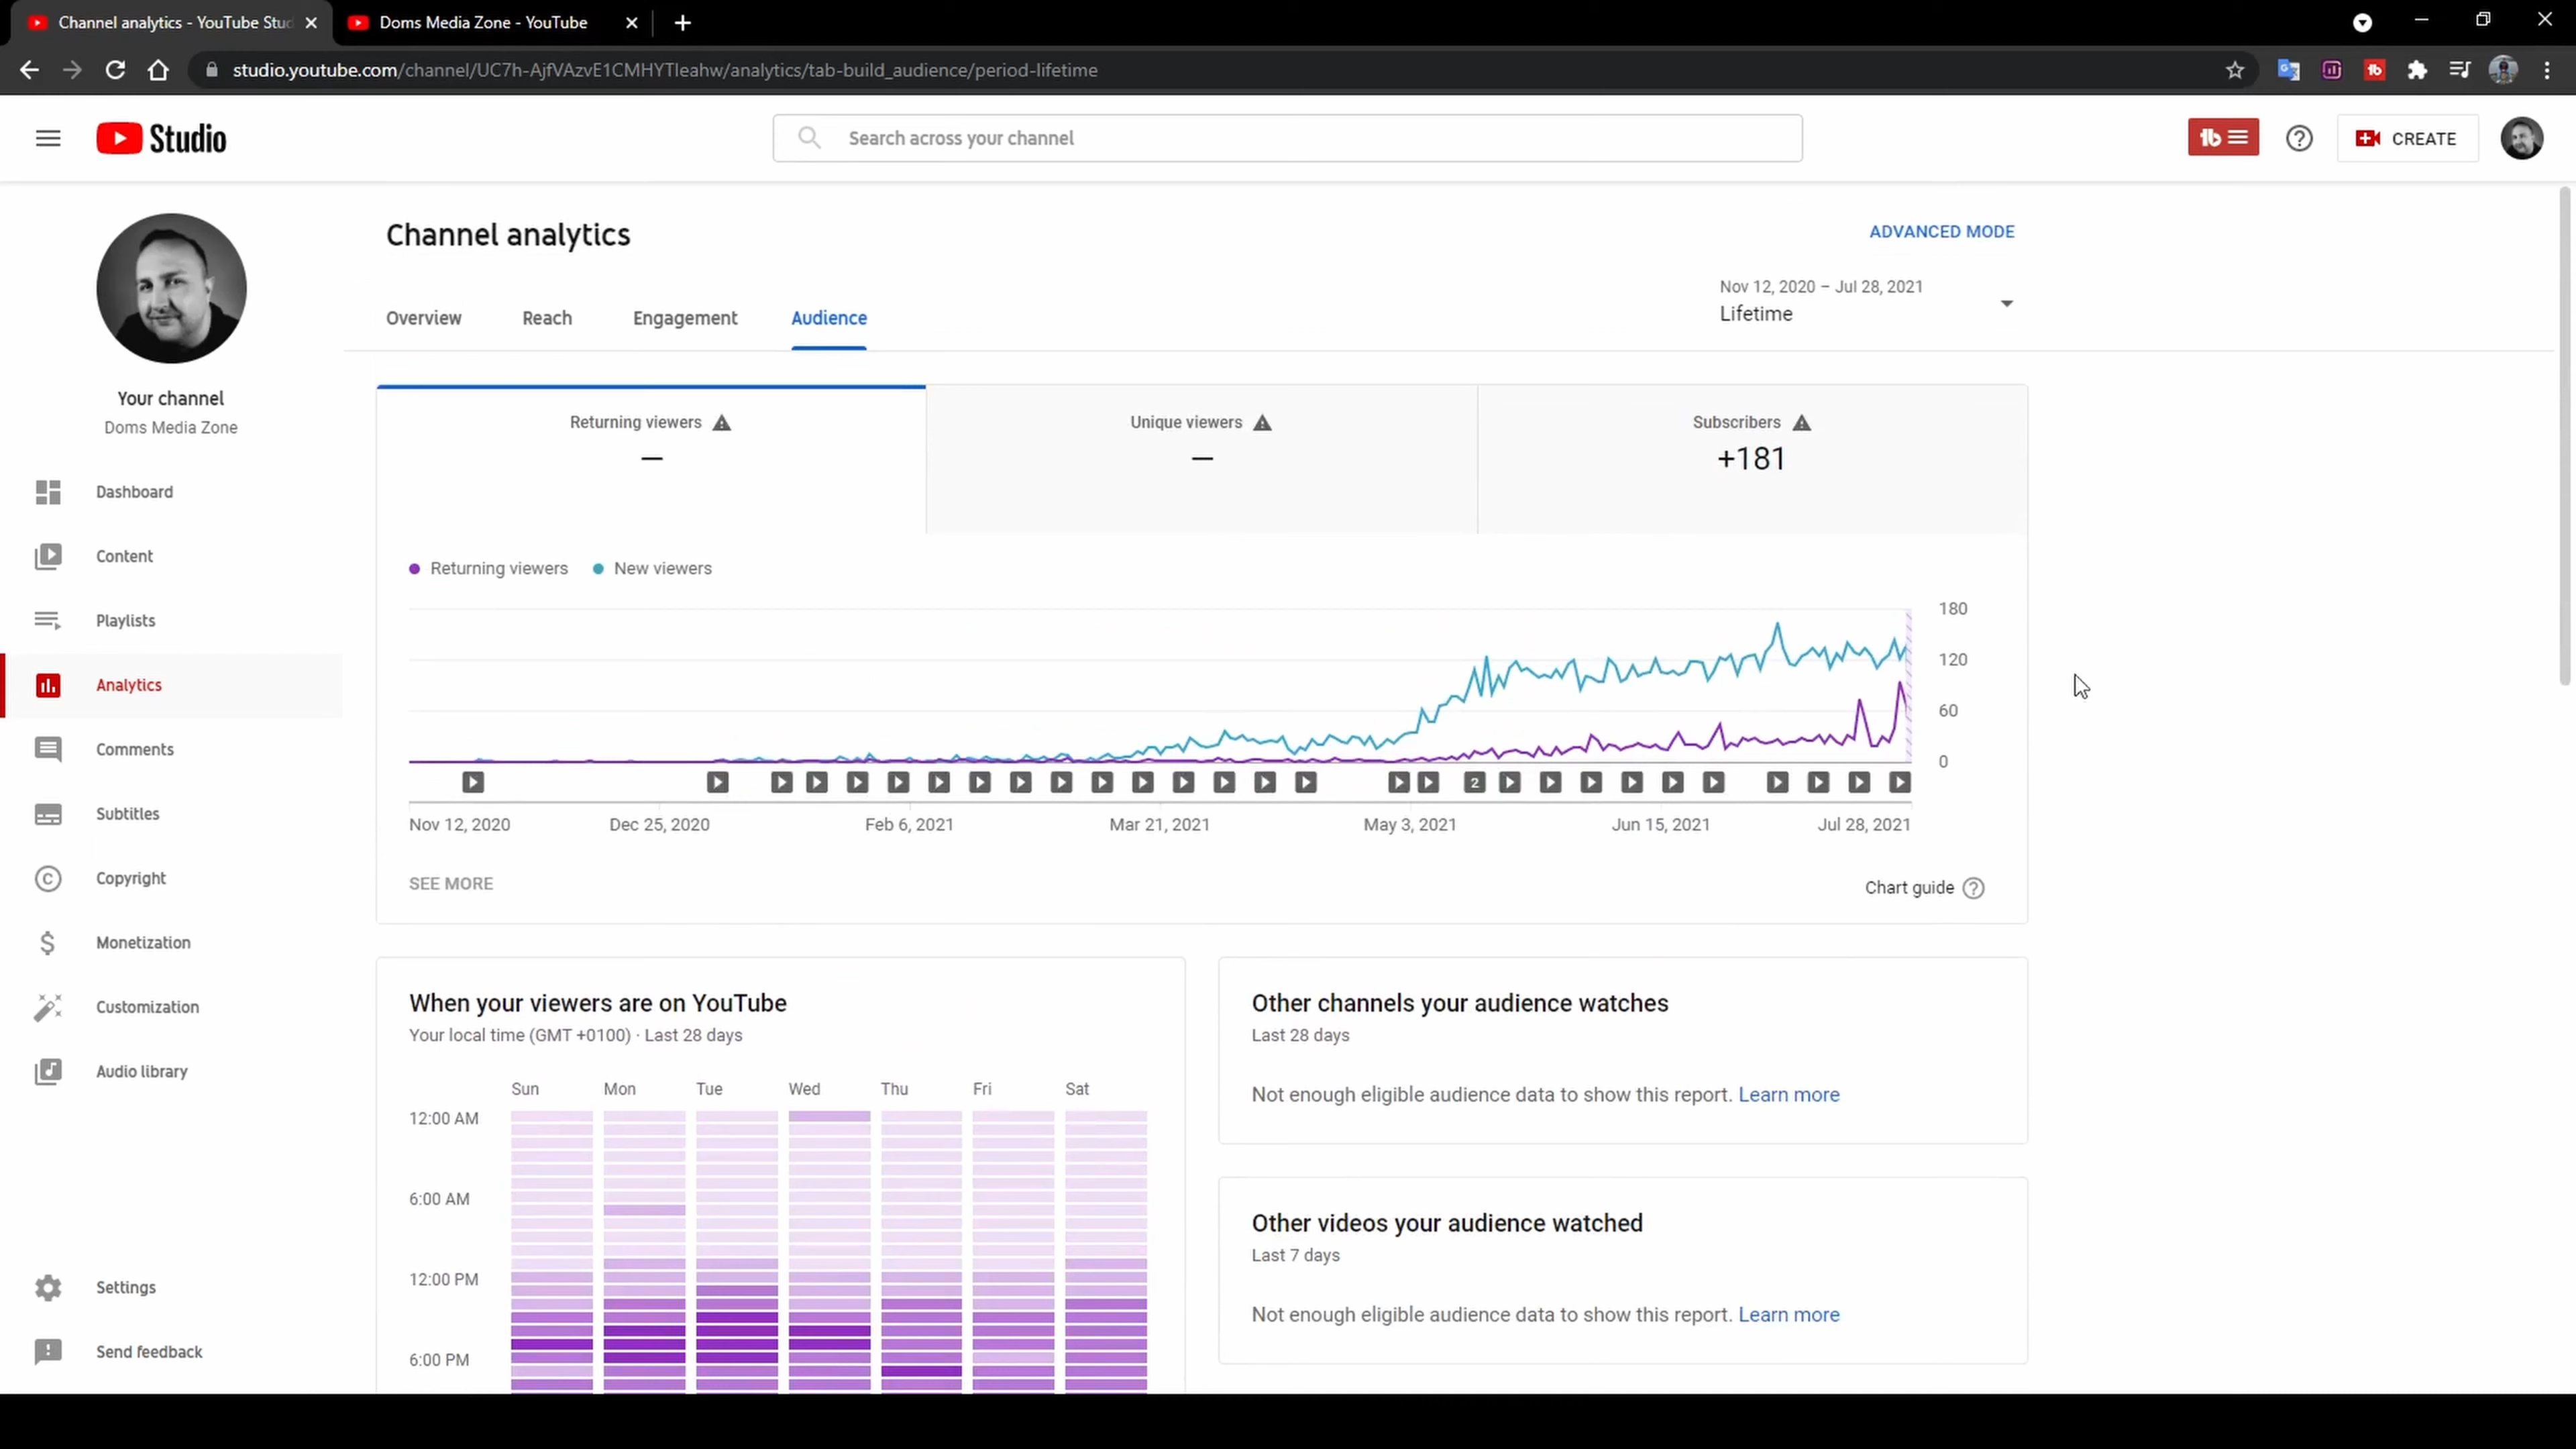 Channel analytics - YouTube Stud
Doms Media Zone - YouTube
studio.youtube.com/channel/UC7h-AjfVAzvE1CMHYTIeahw/analytics/tab-build_audience/period-lifetime
Studio
Search across your channel
CREATE
Channel analytics
ADVANCED MODE
Nov 12, 2020 – Jul 28, 2021
Lifetime
Overview
Reach
Engagement
Audience
Your channel
Doms Media Zone
Dashboard
Content
Playlists
Analytics
Comments
Subtitles
Copyright
Monetization
Customization
Audio library
Settings
Send feedback
Returning viewers
—
Unique viewers
—
Subscribers
+181
Returning viewers
New viewers
180
120
60
0
2
Nov 12, 2020
Dec 25, 2020
Feb 6, 2021
Mar 21, 2021
May 3, 2021
Jun 15, 2021
Jul 28, 2021
SEE MORE
Chart guide
When your viewers are on YouTube
Your local time (GMT +0100) · Last 28 days
Sun
Mon
Tue
Wed
Thu
Fri
Sat
12:00 AM
6:00 AM
12:00 PM
6:00 PM
Other channels your audience watches
Last 28 days
Not enough eligible audience data to show this report. Learn more
Other videos your audience watched
Last 7 days
Not enough eligible audience data to show this report. Learn more